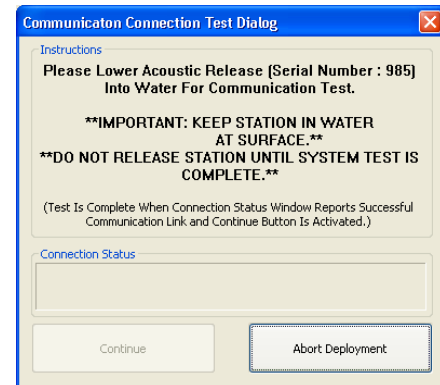 Communicaton Connection Test Dialog
Instructions
Please Lower Acoustic Release (Serial Number : 985)
Into Water For Communication Test.
**IMPORTANT: KEEP STATION IN WATER
AT SURFACE.**
**DO NOT RELEASE STATION UNTIL SYSTEM TEST IS
COMPLETE.**
(Test Is Complete When Connection Status Window Reports Successful
Communication Link and Continue Button Is Activated.)
Connection Status
Continue
Abort Deployment